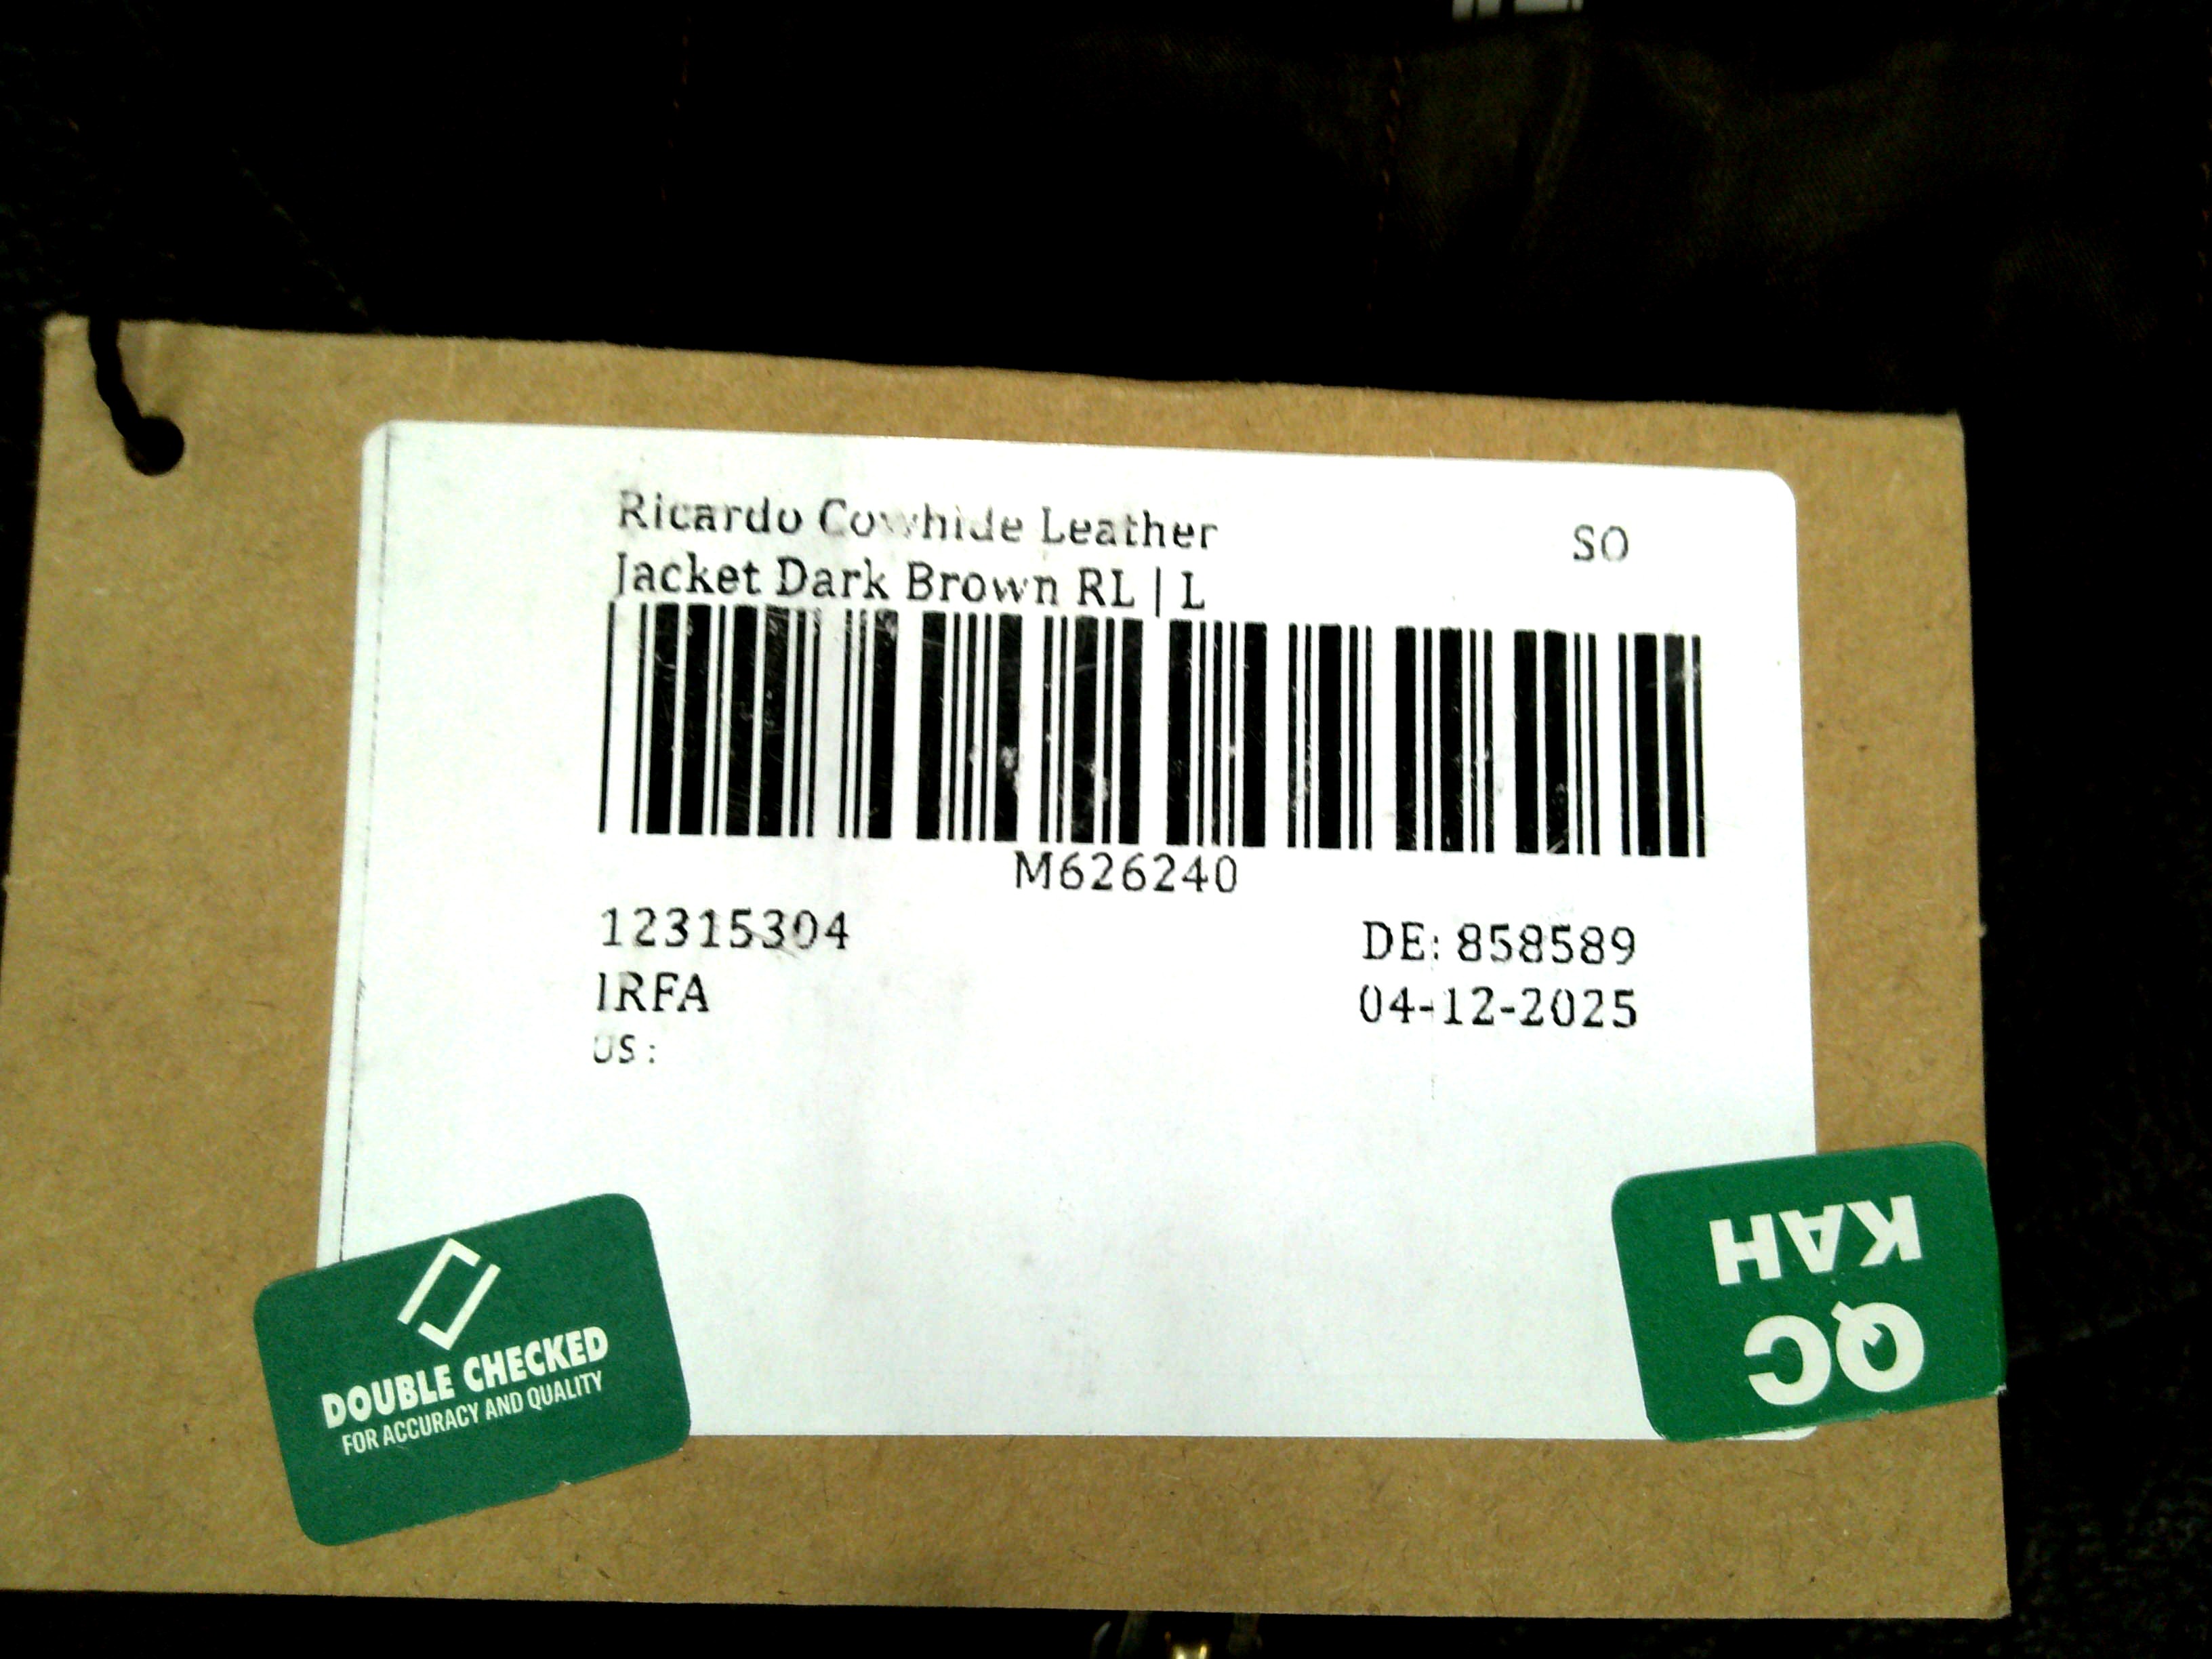 Ricardo Cowhide Leather
Jacket Dark Brown RL | L
SO
M626240
12315304
DE: 858589
IRFA
04-12-2025
US :
DOUBLE CHECKED
FOR ACCURACY AND QUALITY
QC
KAH